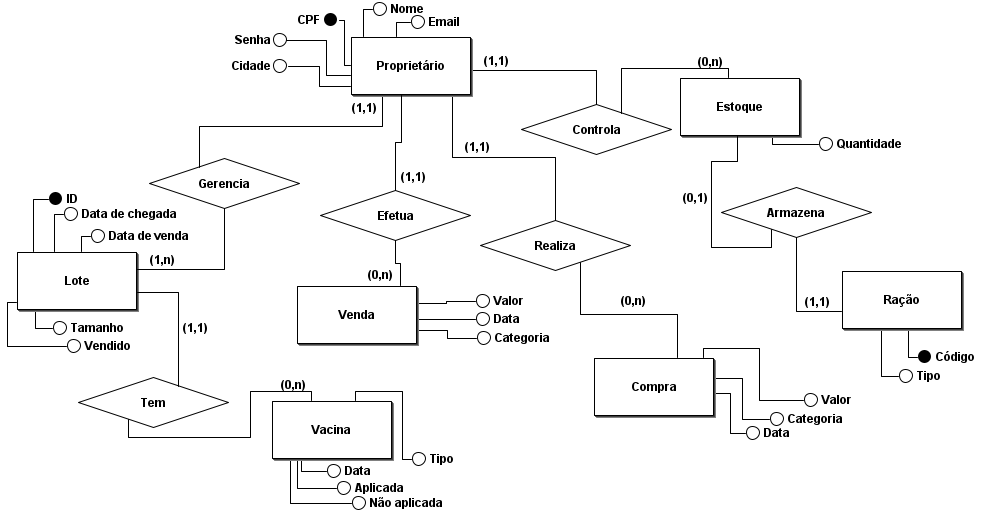 Nome
CPF
Email
Senha
Cidade
Proprietário
(1,1)
(0,n)
Estoque
(1,1)
Controla
Quantidade
(1,1)
Gerencia
(1,1)
(0,1)
Armazena
ID
Data de chegada
Efetua
Data de venda
Realiza
(1,n)
(0,n)
Lote
Ração
Valor
(0,n)
(1,1)
Venda
Data
Tamanho
(1,1)
Categoria
Vendido
Código
Tipo
(0,n)
Compra
Tem
Valor
Categoria
Vacina
Data
Tipo
Data
Aplicada
Não aplicada